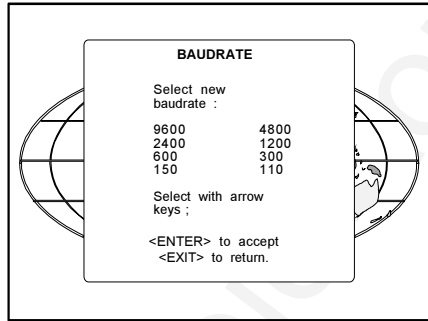 BAUDRATE
Select new
baudrate :
9600 4800
2400 1200
600 300
150 110
Select with arrow
keys ;
<ENTER> to accept
<EXIT> to return.